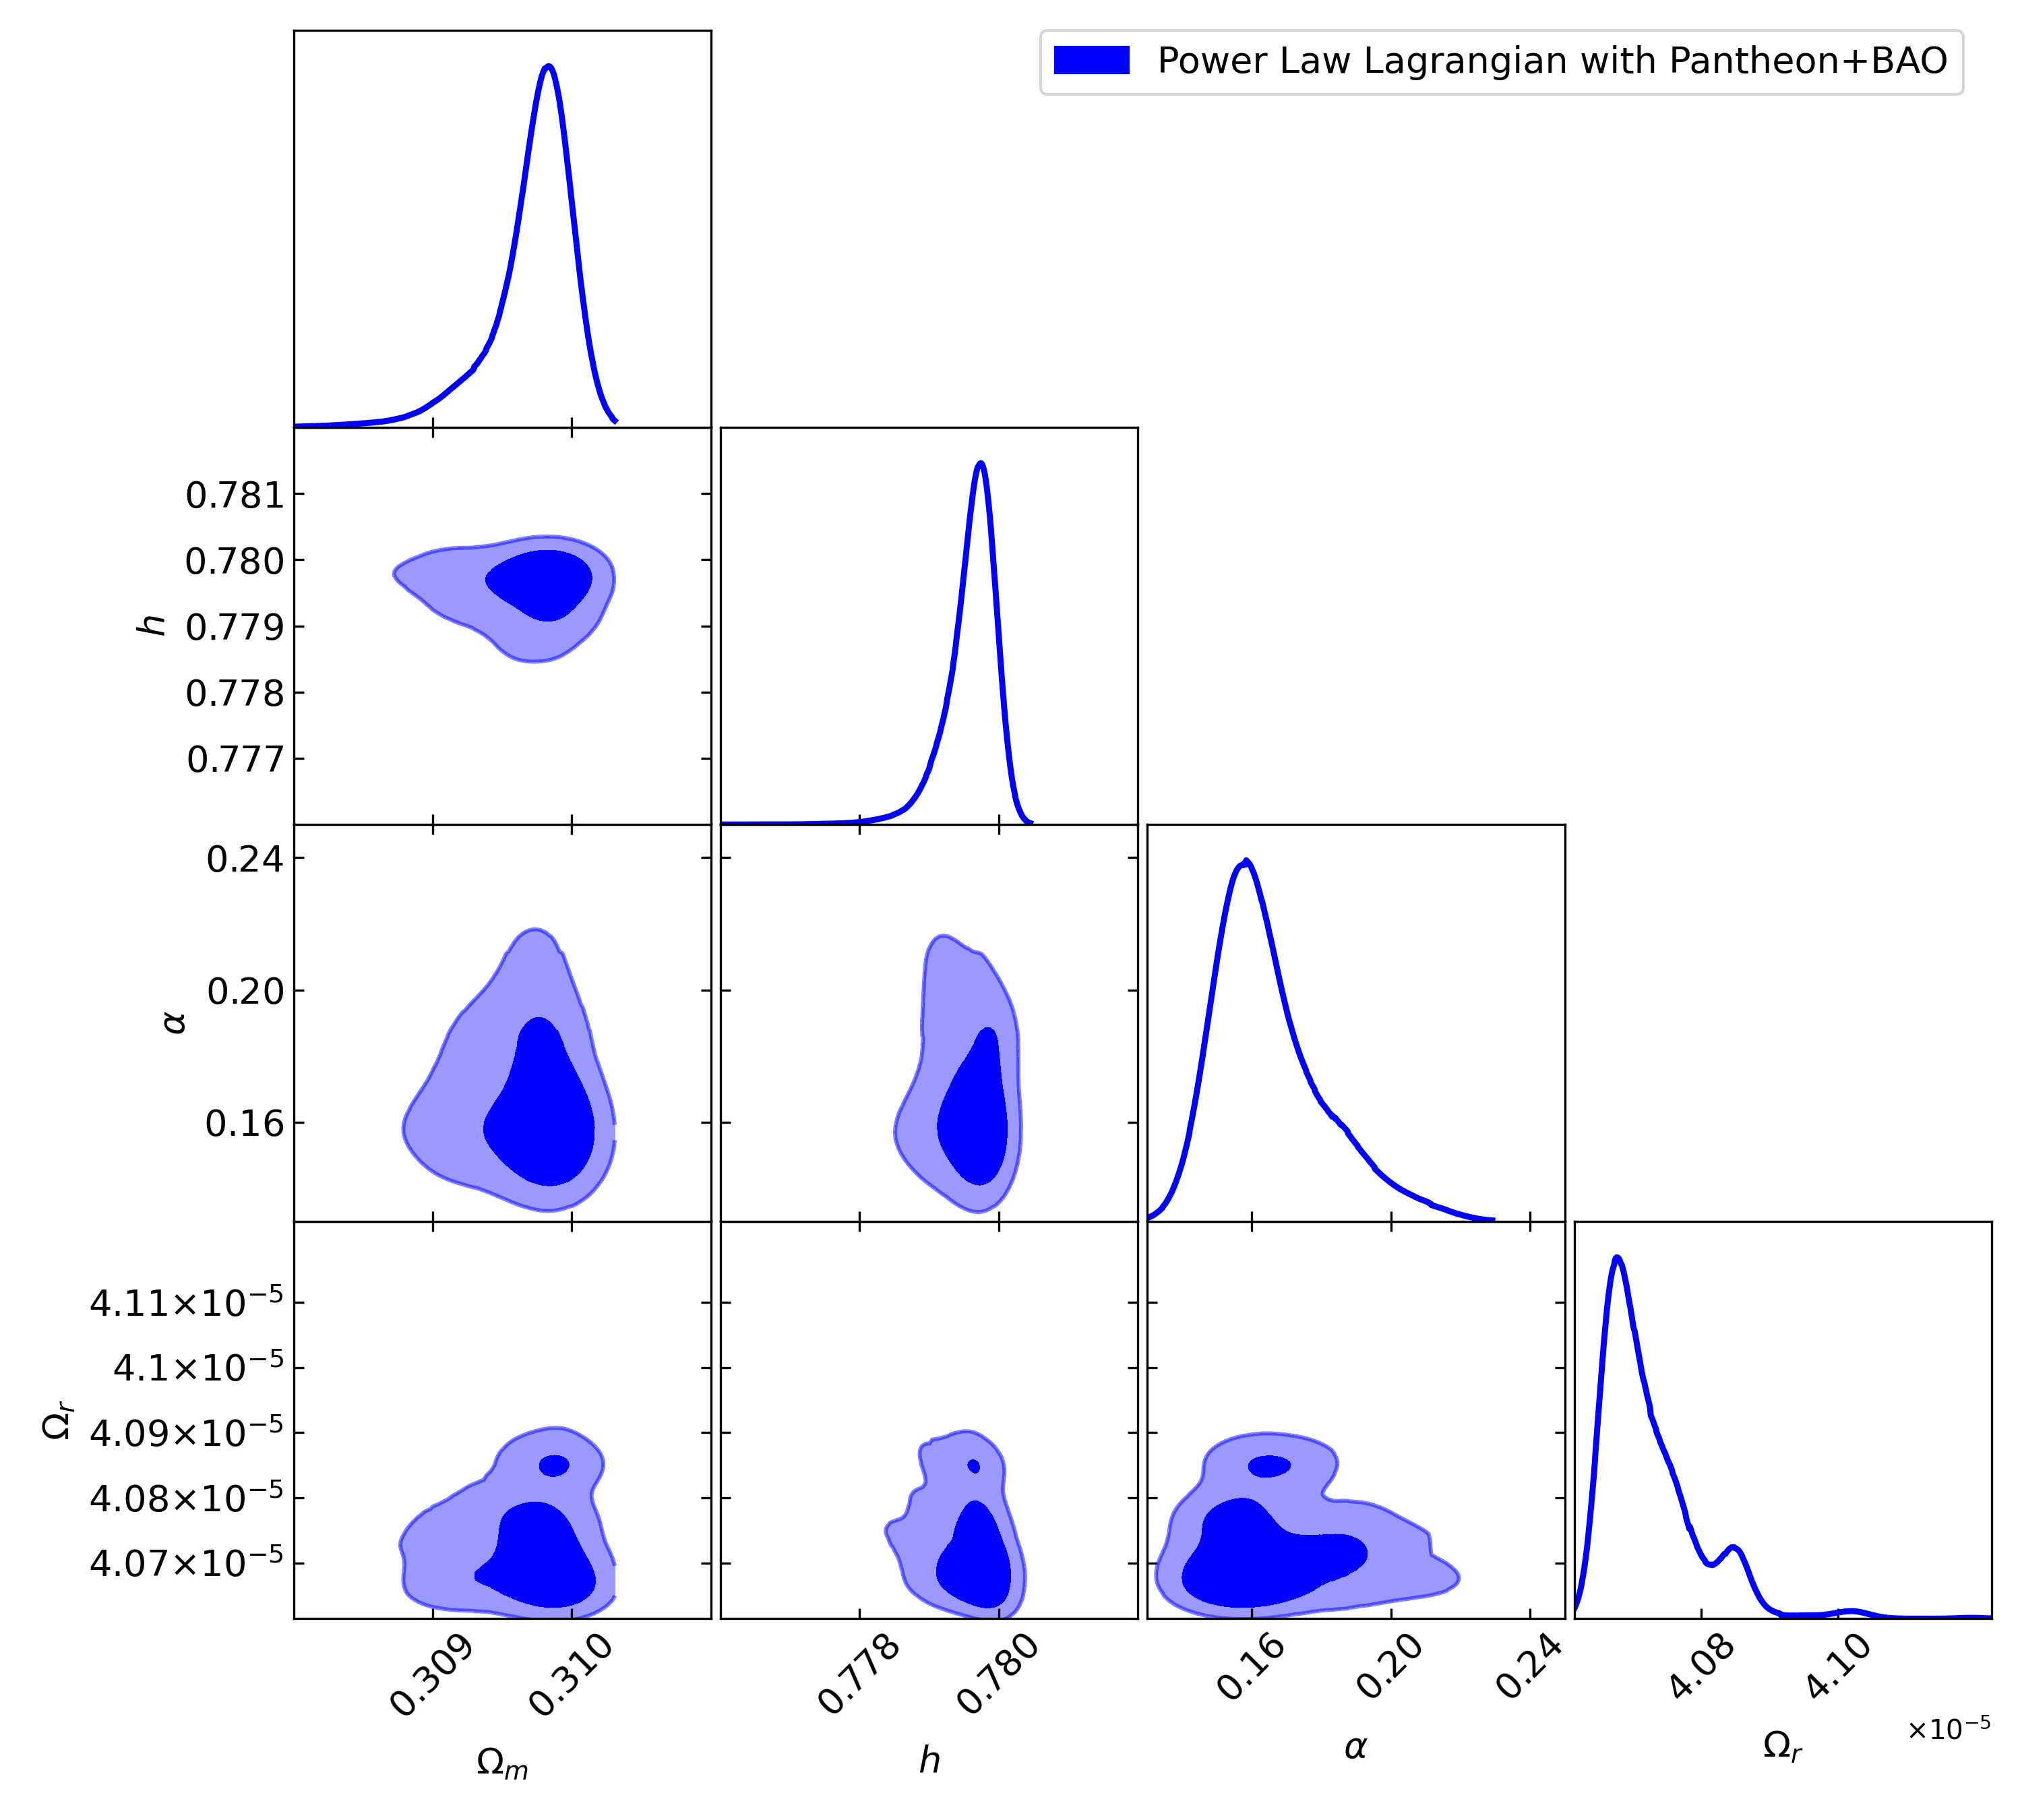 Power Law Lagrangian with Pantheon+BAO
0.781
0.780
0.779
0.778
0.777
h
0.24
0.20
0.16
α
4.11×10⁻⁵
4.1×10⁻⁵
4.09×10⁻⁵
4.08×10⁻⁵
4.07×10⁻⁵
Ωᵣ
0.309 0.310 0.778 0.780 0.16 0.20 0.24 4.08 4.10
×10⁻⁵
Ωₘ h α Ωᵣ